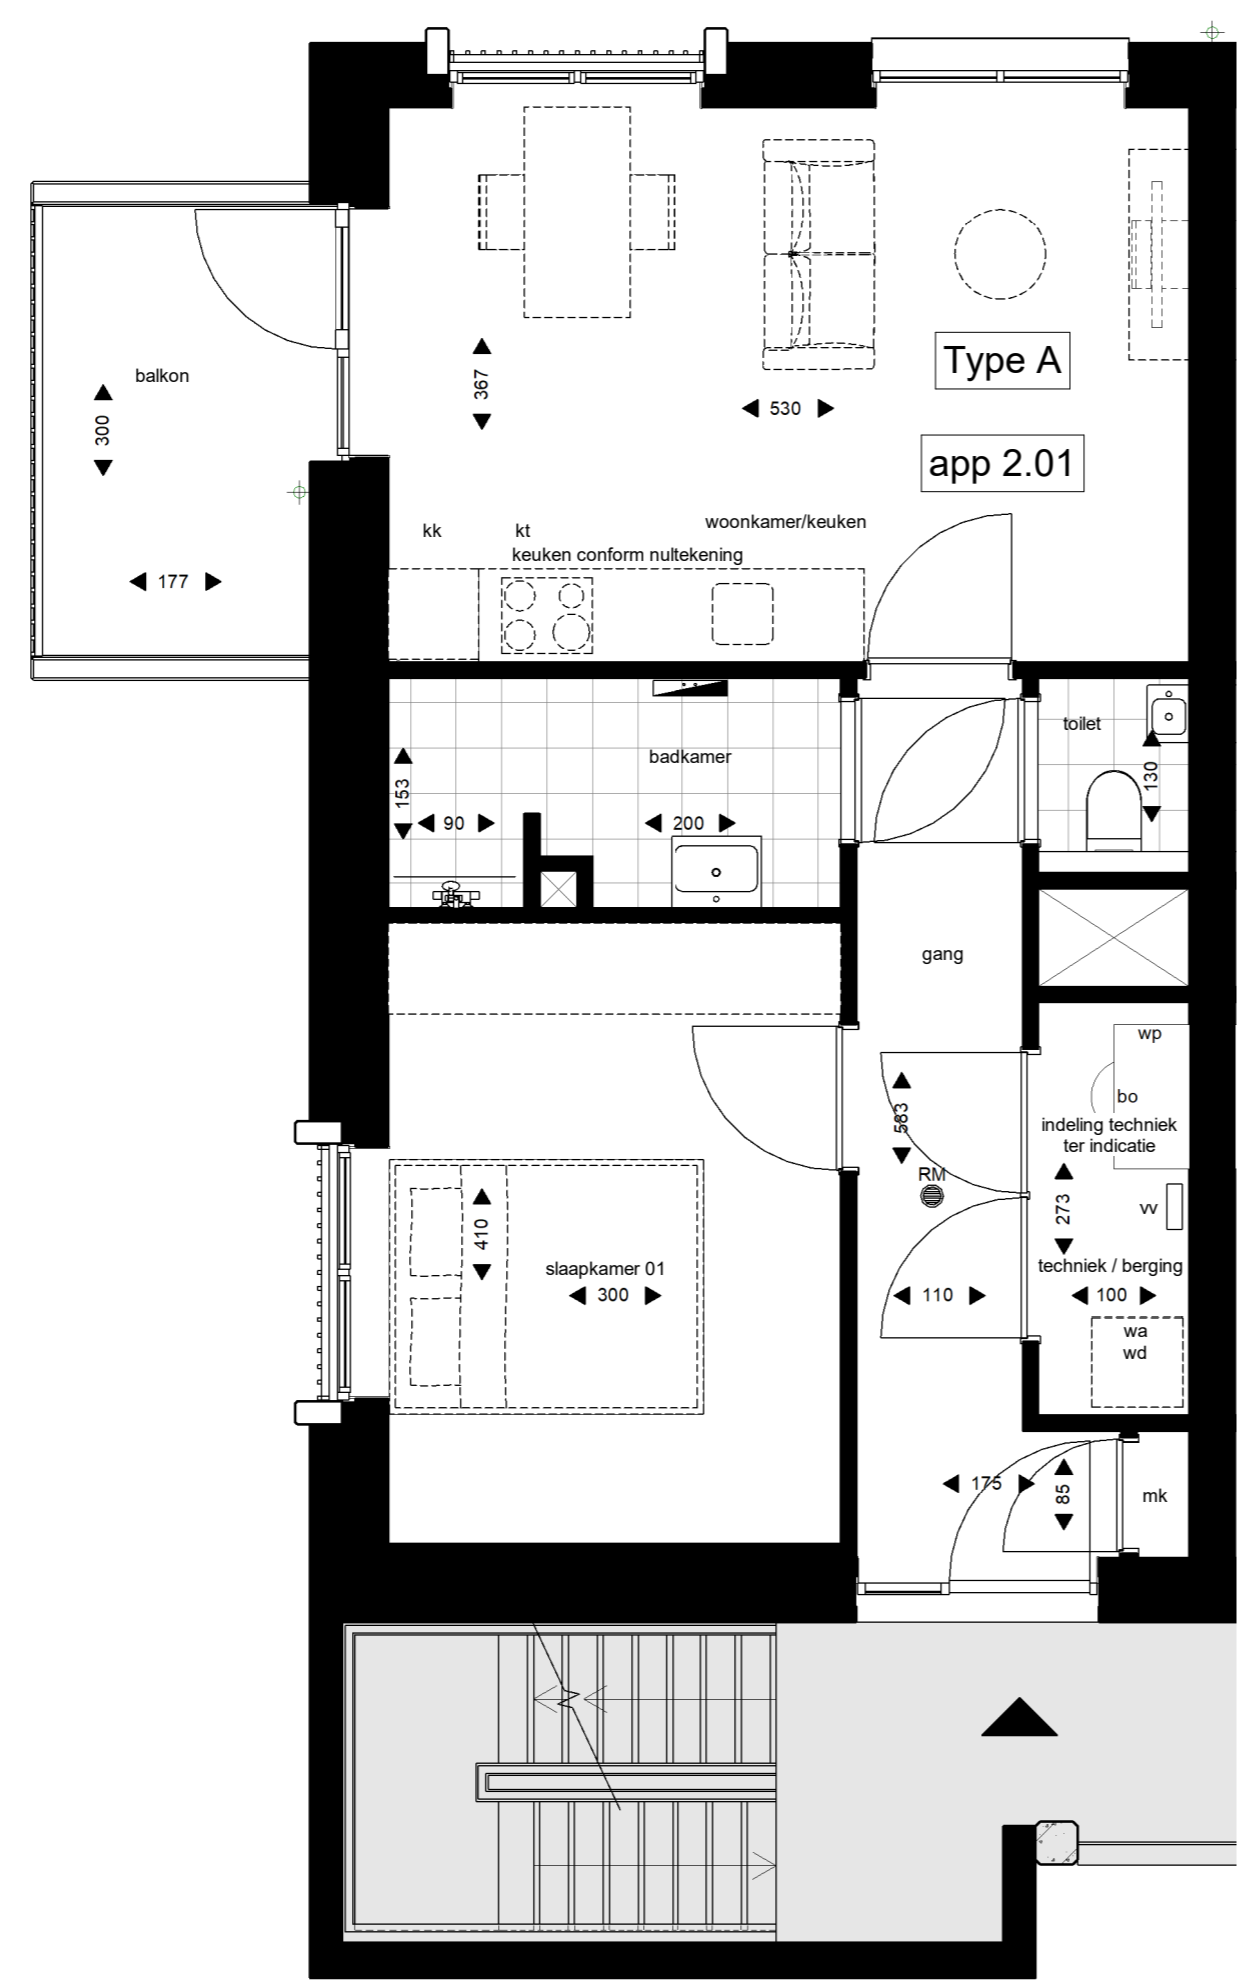 balkon
300
177
367
530
Type A
app 2.01
kk
kt
woonkamer/keuken
keuken conform nultekening
badkamer
153
90
200
toilet
130
gang
wp
bo
indeling techniek
ter indicatie
583
RM
273
vv
techniek / berging
410
slaapkamer 01
300
110
100
wa
wd
175
85
mk